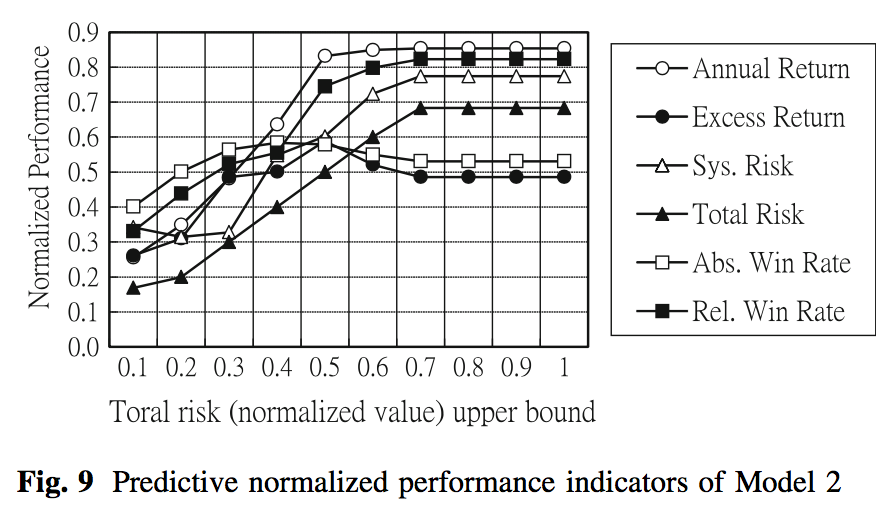 0.9
0.8
0.7
0.6
0.5
0.4
0.3
0.2
0.1
0.0
Normalized Performance
0.1 0.2 0.3 0.4 0.5 0.6 0.7 0.8 0.9 1
Toral risk (normalized value) upper bound
Annual Return
Excess Return
Sys. Risk
Total Risk
Abs. Win Rate
Rel. Win Rate
Fig. 9 Predictive normalized performance indicators of Model 2